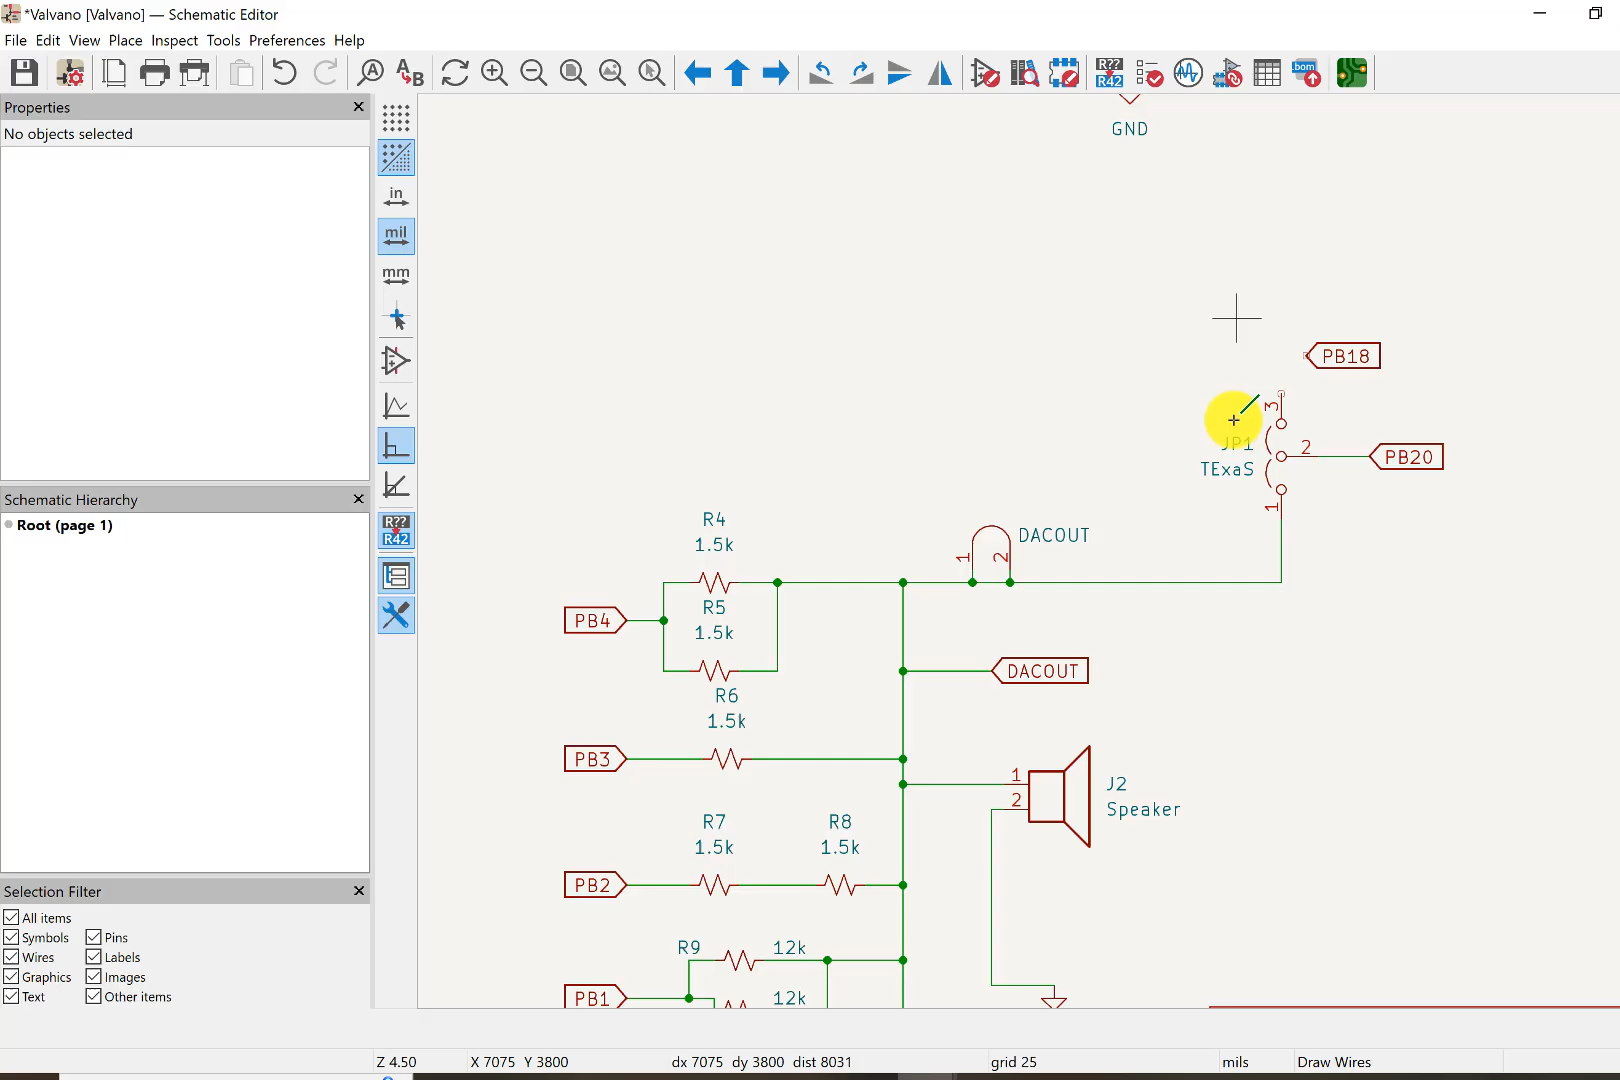 *Valvano [Valvano] — Schematic Editor
File Edit View Place Inspect Tools Preferences Help
A
A
B
R??
R42
.bom
Properties
No objects selected
in
mil
mm
R??
R42
Schematic Hierarchy
Root (page 1)
Selection Filter
All items
Symbols
Pins
Wires
Labels
Graphics
Images
Text
Other items
GND
PB18
3
JP1
TExaS
2
PB20
1
R4
1.5k
1
2
DACOUT
PB4
R5
1.5k
DACOUT
R6
1.5k
PB3
1
2
J2
Speaker
R7
1.5k
R8
1.5k
PB2
R9
12k
PB1
12k
Z 4.50
X 7075 Y 3800
dx 7075 dy 3800 dist 8031
grid 25
mils
Draw Wires